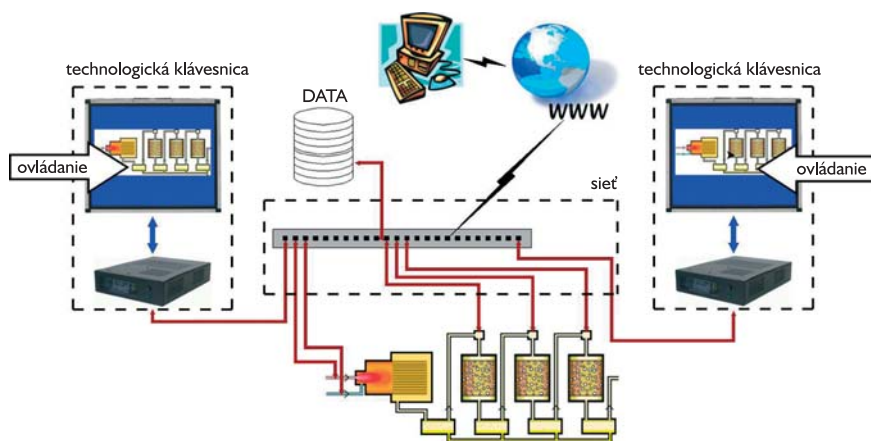 technologická klávesnica
technologická klávesnica
DATA
WWW
ovládanie
ovládanie
sieť